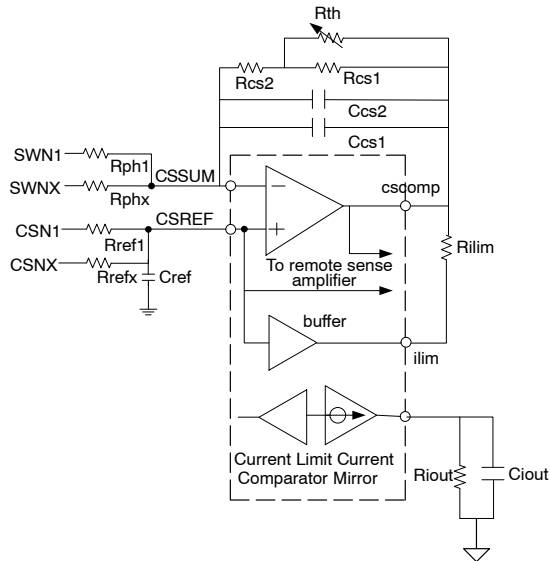 Rth
Rcs2
Rcs1
Ccs2
Ccs1
SWN1
Rph1
SWNX
Rphx
CSSUM
cscomp
CSN1
Rref1
CSREF
CSNX
Rrefx
Cref
To remote sense
amplifier
Rilim
buffer
ilim
Current Limit Current
Comparator Mirror
Riout
Ciout